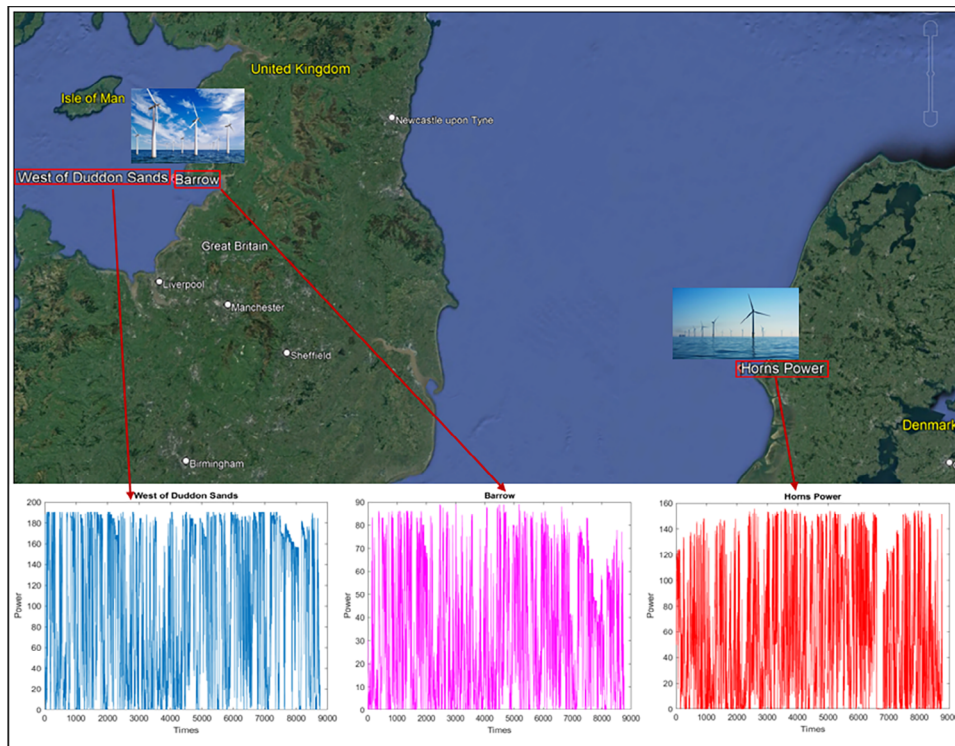 United Kingdom
Isle of Man
Newcastle upon Tyne
West of Duddon Sands
Barrow
Great Britain
Liverpool
Manchester
Sheffield
Horns Power
Denmark
Birmingham
West of Duddon Sands
Power
200
180
160
140
120
100
80
60
40
20
0
0 1000 2000 3000 4000 5000 6000 7000 8000 9000
Times
Barrow
Power
90
80
70
60
50
40
30
20
10
0
0 1000 2000 3000 4000 5000 6000 7000 8000 9000
Times
Horns Power
Power
160
140
120
100
80
60
40
20
0
0 1000 2000 3000 4000 5000 6000 7000 8000
Times